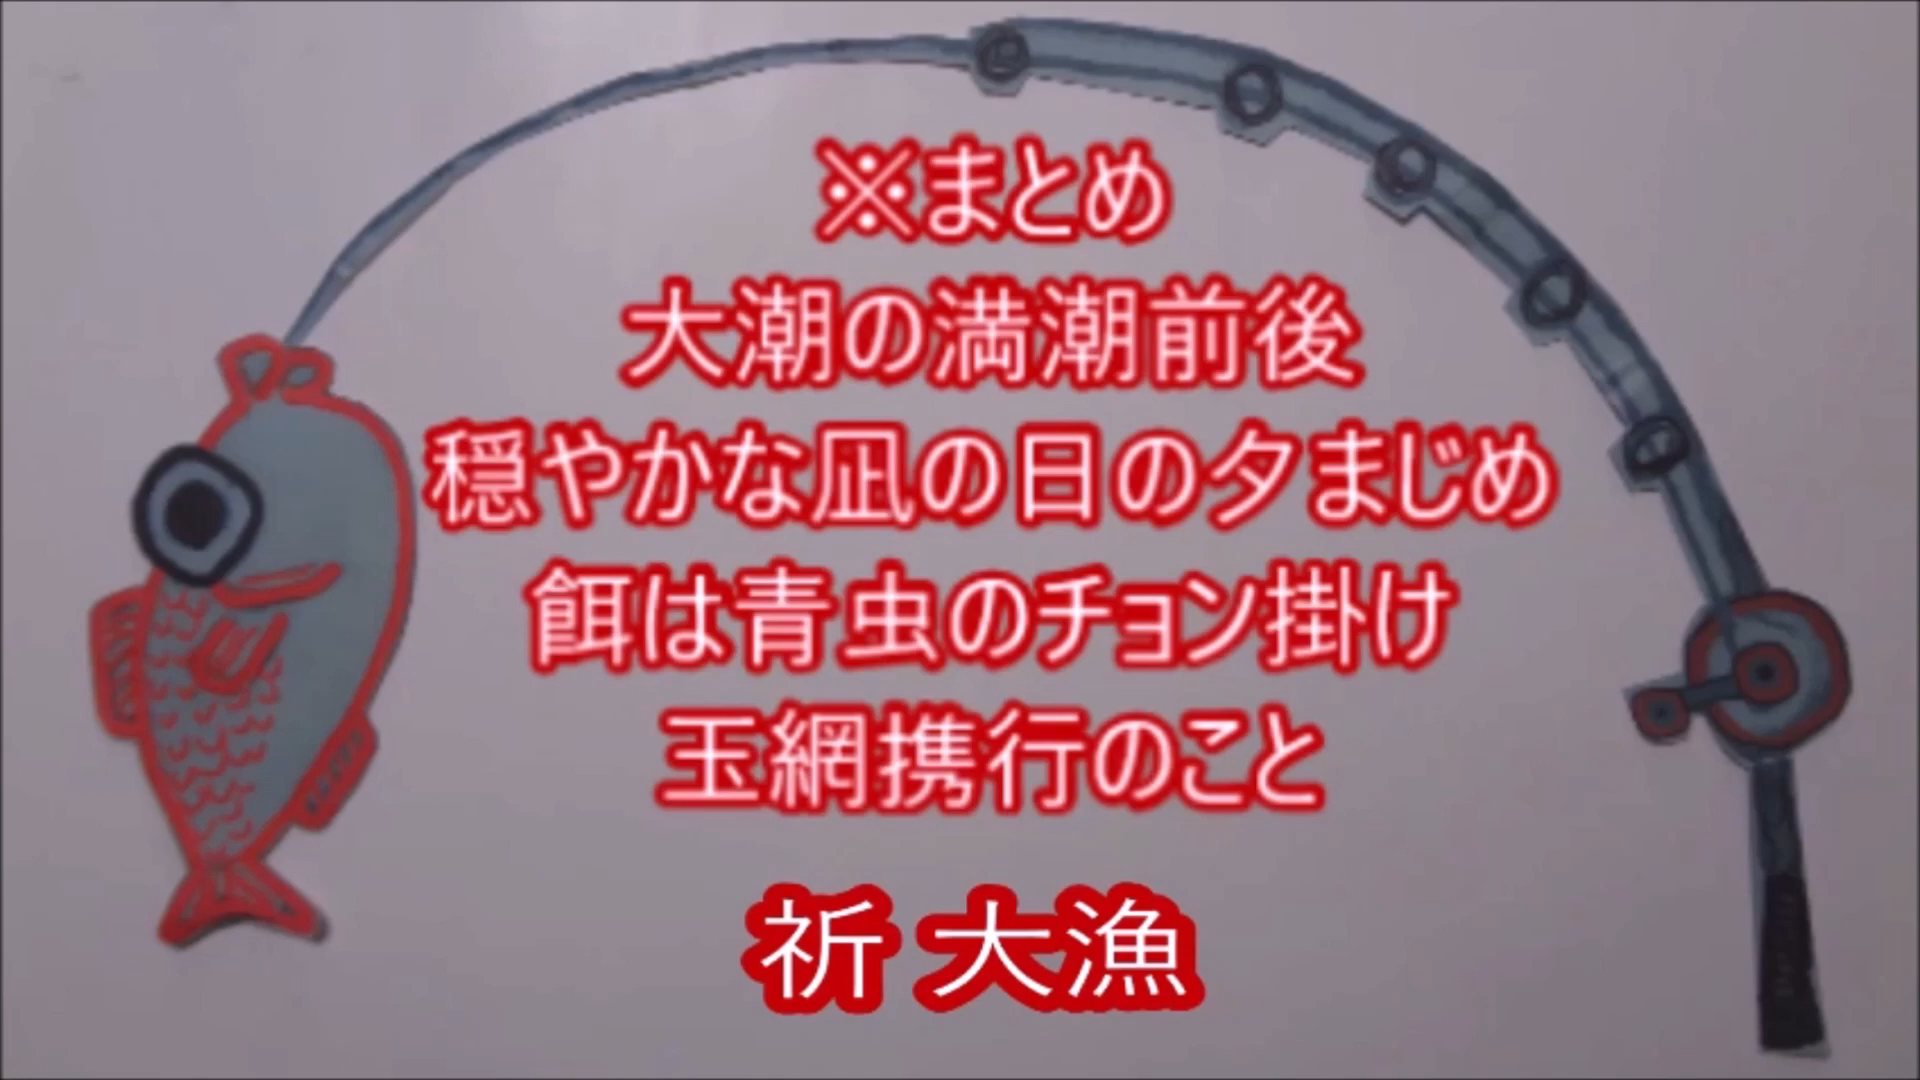 ※まとめ
大潮の満潮前後
穏やかな凪の日の夕まじめ
餌は青虫のチョン掛け
玉網携行のこと
祈 大漁